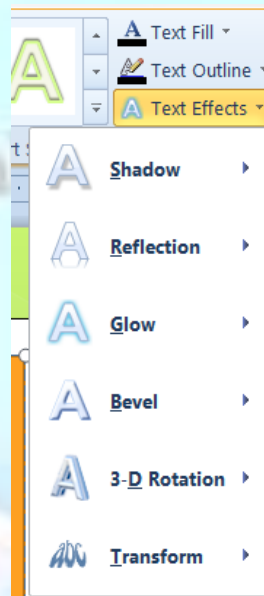 Text Fill
Text Outline
Text Effects
Shadow
Reflection
Glow
Bevel
3-D Rotation
Transform